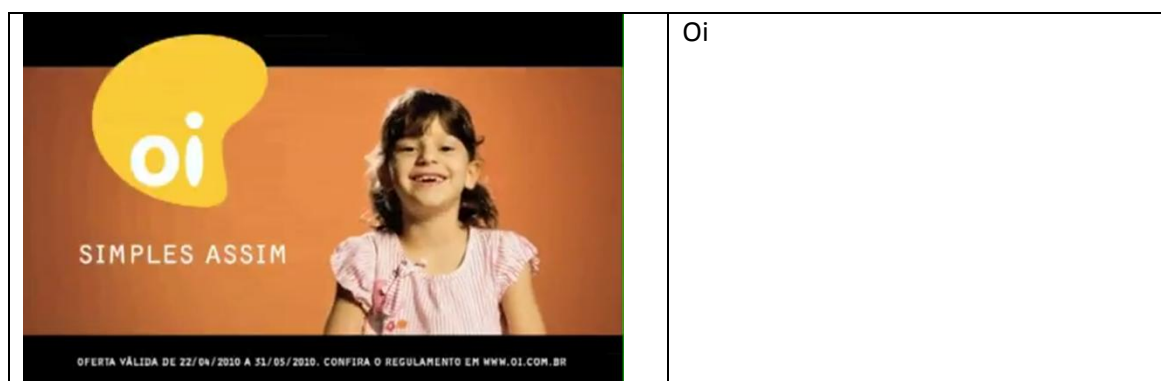 oi
SIMPLES ASSIM
OFERTA VÁLIDA DE 22/04/2010 A 31/05/2010. CONFIRA O REGULAMENTO EM WWW.OI.COM.BR
Oi